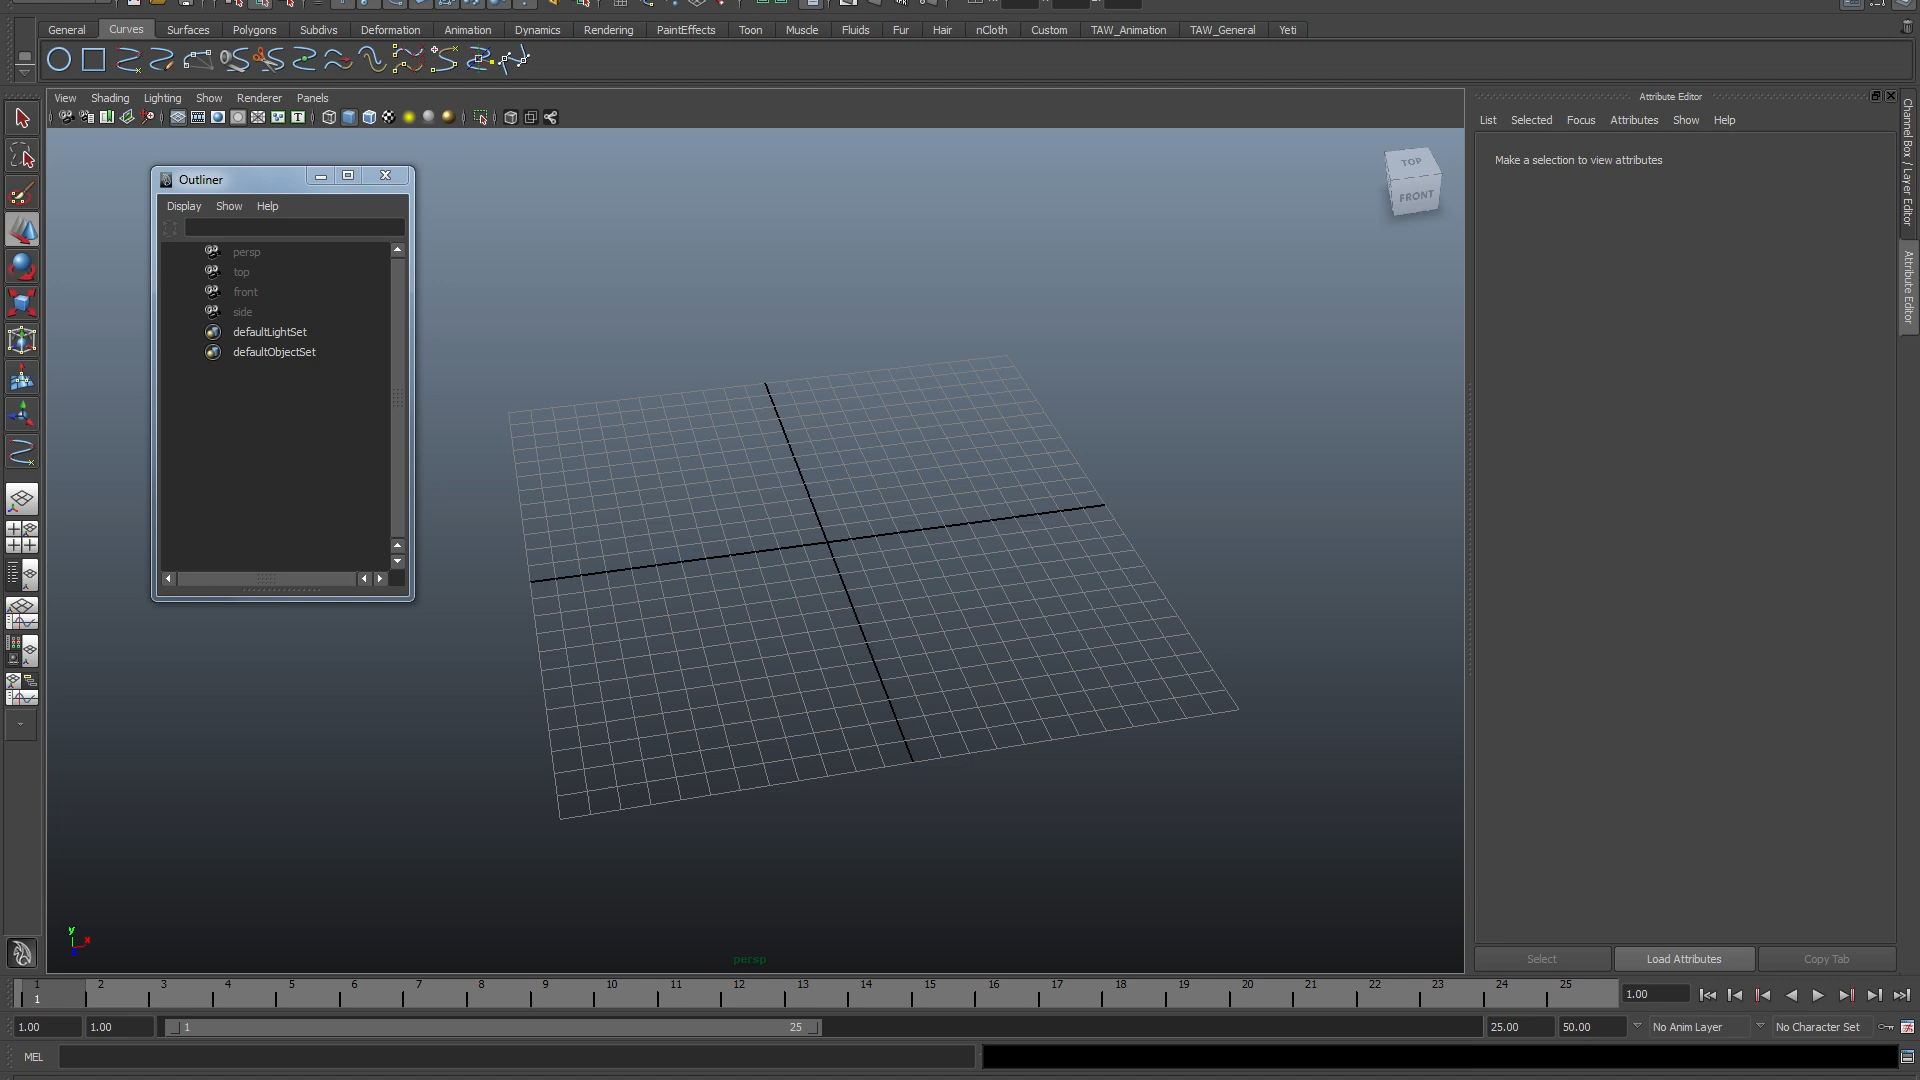 General Curves Surfaces Polygons Subdivs Deformation Animation Dynamics Rendering PaintEffects Toon Muscle Fluids Fur Hair nCloth Custom TAW_Animation TAW_General Yeti
View Shading Lighting Show Renderer Panels
Attribute Editor
List Selected Focus Attributes Show Help
Make a selection to view attributes
Channel Box / Layer Editor
Attribute Editor
TOP
FRONT
Outliner
Display Show Help
persp
top
front
side
defaultLightSet
defaultObjectSet
y
x
persp
Select Load Attributes Copy Tab
1 2 3 4 5 6 7 8 9 10 11 12 13 14 15 16 17 18 19 20 21 22 23 24 25
1
1.00
1.00 1.00 1 25 25.00 50.00 No Anim Layer No Character Set
MEL